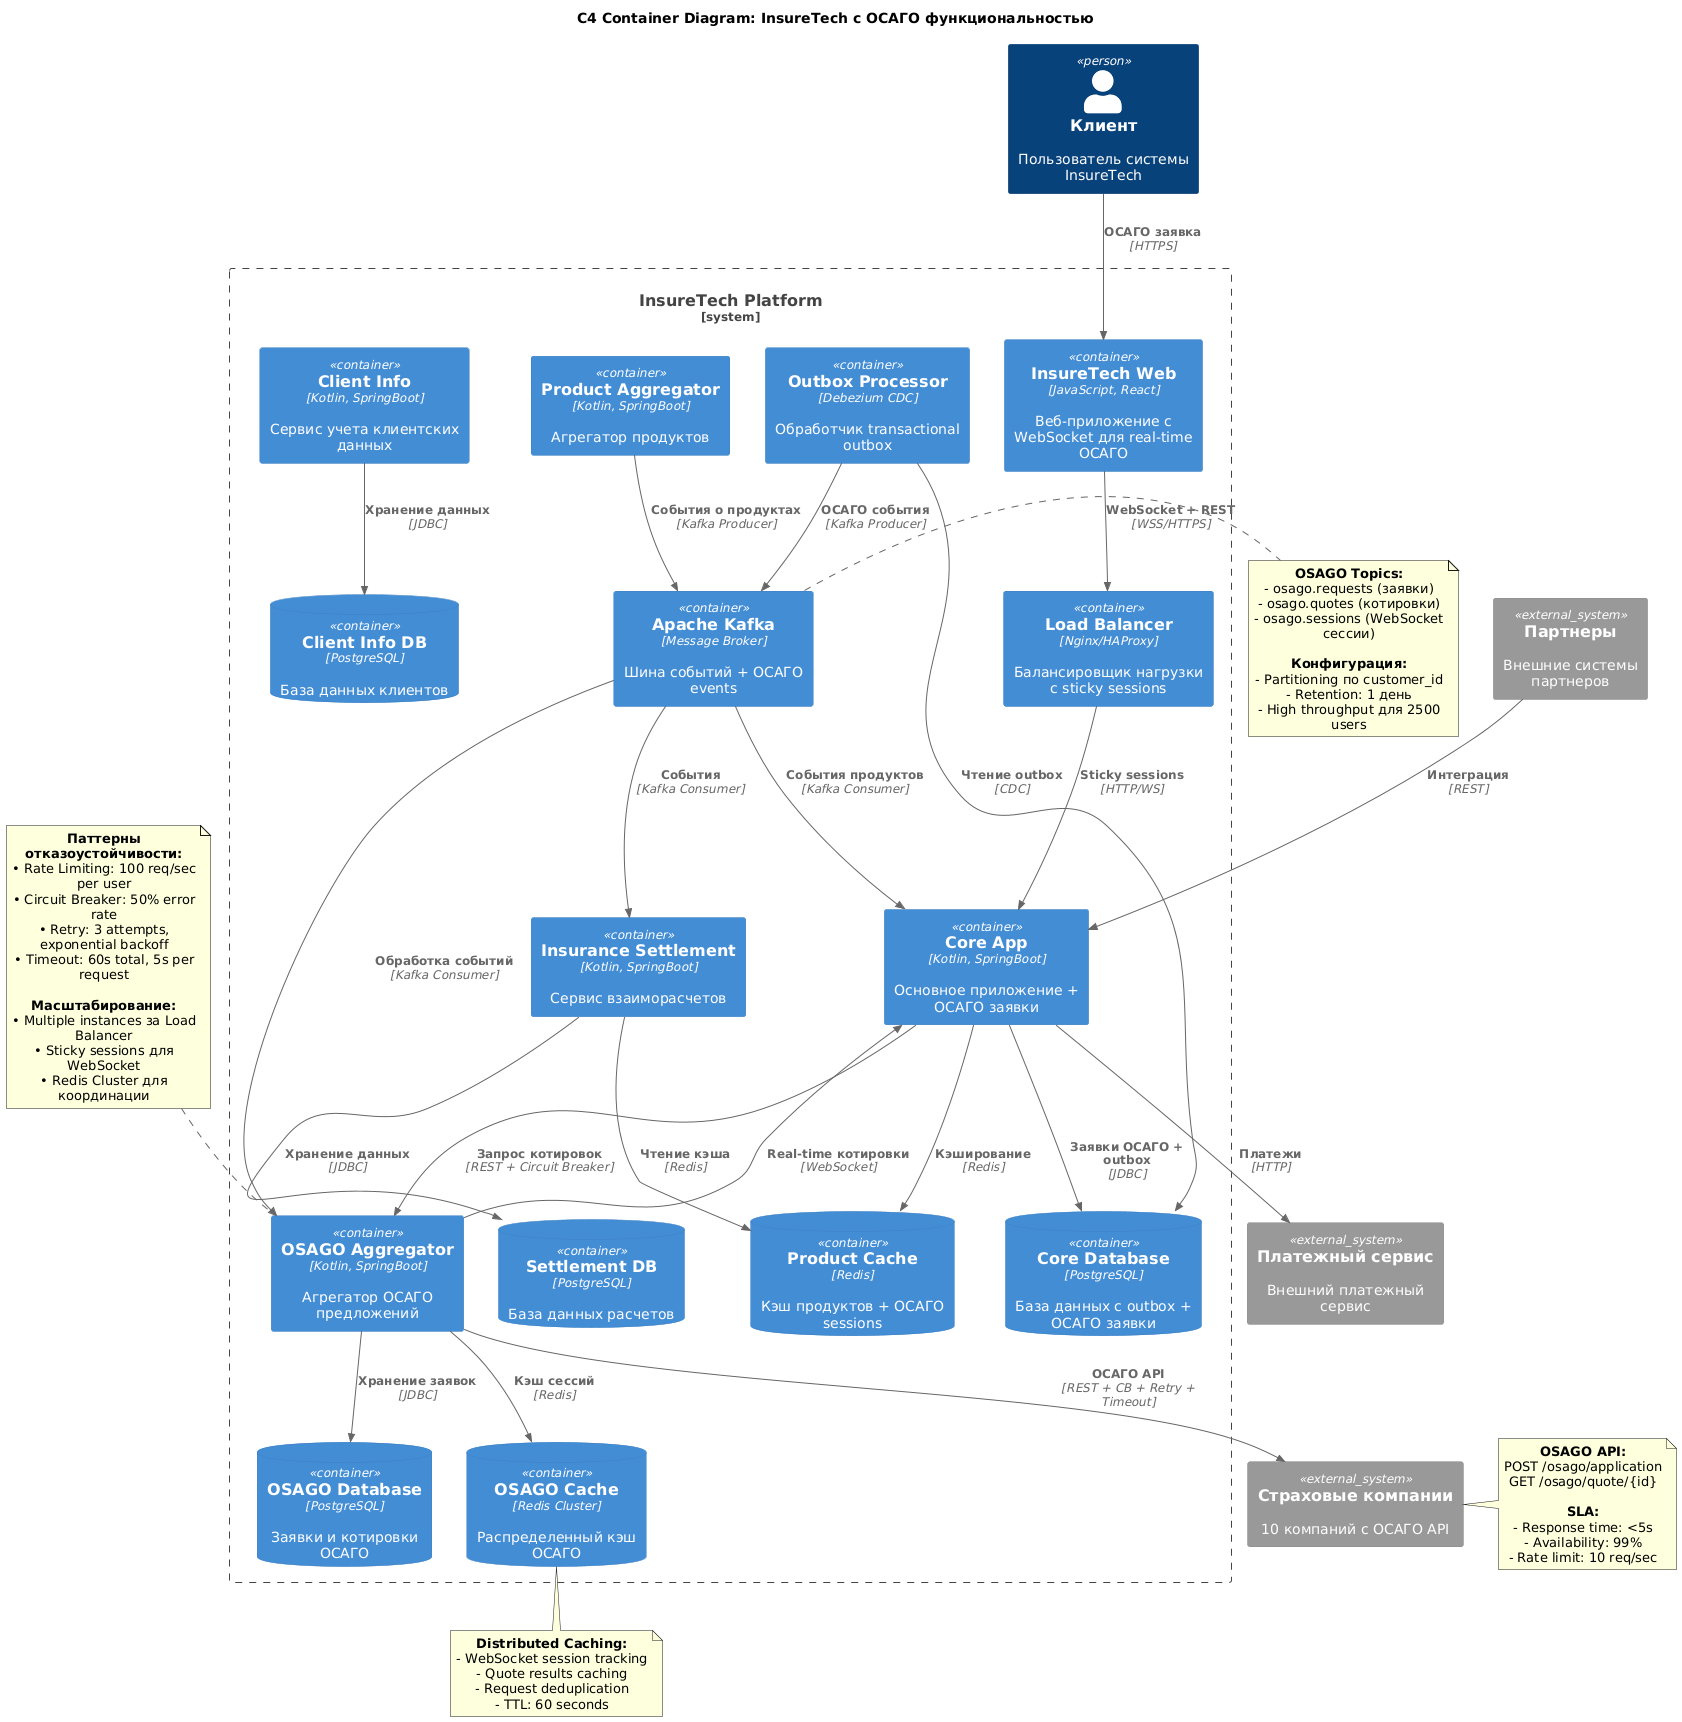 C4 Container Diagram: InsureTech с ОСАГО функциональностью
«person»
Клиент
Пользователь системы
InsureTech
ОСАГО заявка
[HTTPS]
InsureTech Platform
[system]
«container»
Client Info
[Kotlin, SpringBoot]
Сервис учета клиентских
данных
«container»
Product Aggregator
[Kotlin, SpringBoot]
Агрегатор продуктов
«container»
Outbox Processor
[Debezium CDC]
Обработчик transactional
outbox
«container»
InsureTech Web
[JavaScript, React]
Веб-приложение с
WebSocket для real-time
ОСАГО
Хранение данных
[JDBC]
События о продуктах
[Kafka Producer]
ОСАГО события
[Kafka Producer]
WebSocket + REST
[WSS/HTTPS]
«container»
Client Info DB
[PostgreSQL]
База данных клиентов
«container»
Apache Kafka
[Message Broker]
Шина событий + ОСАГО
events
«container»
Load Balancer
[Nginx/HAProxy]
Балансировщик нагрузки
с sticky sessions
OSAGO Topics:
- osago.requests (заявки)
- osago.quotes (котировки)
- osago.sessions (WebSocket
сессии)
Конфигурация:
- Partitioning по customer_id
- Retention: 1 день
- High throughput для 2500
users
«external_system»
Партнеры
Внешние системы
партнеров
События
[Kafka Consumer]
События продуктов
[Kafka Consumer]
Чтение outbox
[CDC]
Sticky sessions
[HTTP/WS]
Интеграция
[REST]
Паттерны
отказоустойчивости:
• Rate Limiting: 100 req/sec
per user
• Circuit Breaker: 50% error
rate
• Retry: 3 attempts,
exponential backoff
• Timeout: 60s total, 5s per
request
Масштабирование:
• Multiple instances за Load
Balancer
• Sticky sessions для
WebSocket
• Redis Cluster для
координации
Обработка событий
[Kafka Consumer]
«container»
Insurance Settlement
[Kotlin, SpringBoot]
Сервис взаиморасчетов
«container»
Core App
[Kotlin, SpringBoot]
Основное приложение +
ОСАГО заявки
Хранение данных
[JDBC]
Запрос котировок
[REST + Circuit Breaker]
Чтение кэша
[Redis]
Real-time котировки
[WebSocket]
Кэширование
[Redis]
Заявки ОСАГО +
outbox
[JDBC]
Платежи
[HTTP]
«container»
OSAGO Aggregator
[Kotlin, SpringBoot]
Агрегатор ОСАГО
предложений
«container»
Settlement DB
[PostgreSQL]
База данных расчетов
«container»
Product Cache
[Redis]
Кэш продуктов + ОСАГО
sessions
«container»
Core Database
[PostgreSQL]
База данных с outbox +
ОСАГО заявки
«external_system»
Платежный сервис
Внешний платежный
сервис
Хранение заявок
[JDBC]
Кэш сессий
[Redis]
ОСАГО API
[REST + CB + Retry +
Timeout]
«container»
OSAGO Database
[PostgreSQL]
Заявки и котировки
ОСАГО
«container»
OSAGO Cache
[Redis Cluster]
Распределенный кэш
ОСАГО
«external_system»
Страховые компании
10 компаний с ОСАГО API
OSAGO API:
POST /osago/application
GET /osago/quote/{id}
SLA:
- Response time: <5s
- Availability: 99%
- Rate limit: 10 req/sec
Distributed Caching:
- WebSocket session tracking
- Quote results caching
- Request deduplication
- TTL: 60 seconds